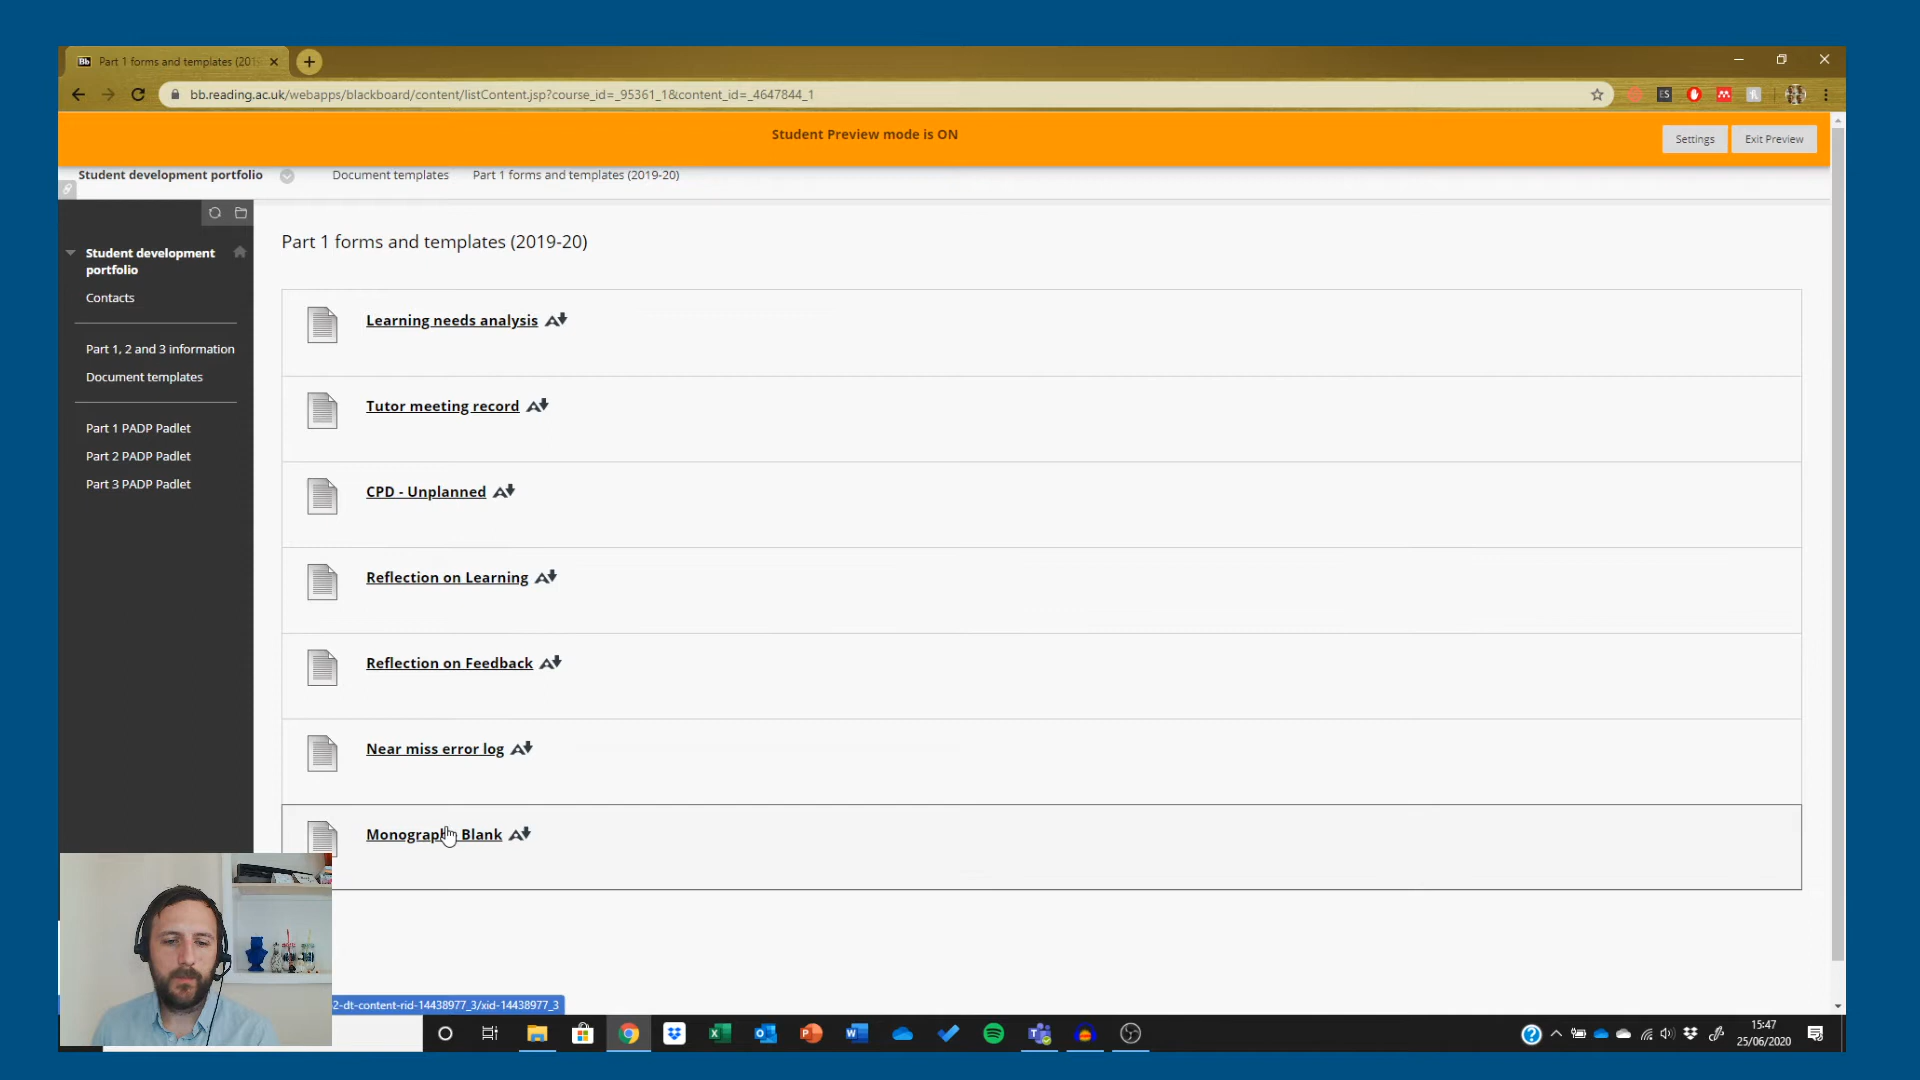 Bb Part 1 forms and templates (201
bb.reading.ac.uk/webapps/blackboard/content/listContent.jsp?course_id=_95361_1&content_id=_4647844_1
ES
Student Preview mode is ON
Settings
Exit Preview
Student development portfolio
Document templates
Part 1 forms and templates (2019-20)
Student development
portfolio
Contacts
Part 1, 2 and 3 information
Document templates
Part 1 PADP Padlet
Part 2 PADP Padlet
Part 3 PADP Padlet
Part 1 forms and templates (2019-20)
Learning needs analysis
Tutor meeting record
CPD - Unplanned
Reflection on Learning
Reflection on Feedback
Near miss error log
Monograph Blank
2-dt-content-rid-14438977_3/xid-14438977_3
15:47
25/06/2020